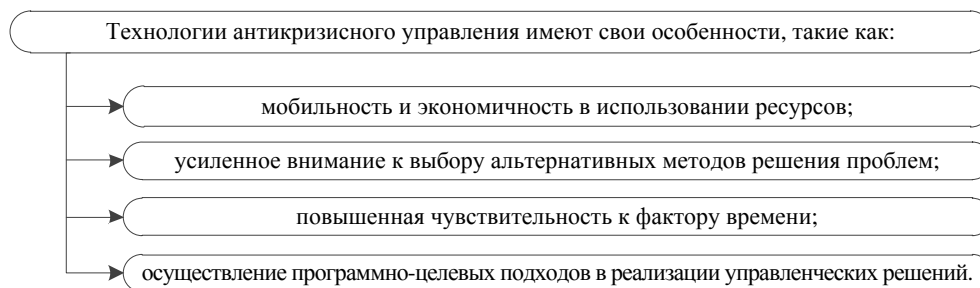 Технологии антикризисного управления имеют свои особенности, такие как:
мобильность и экономичность в использовании ресурсов;
усиленное внимание к выбору альтернативных методов решения проблем;
повышенная чувствительность к фактору времени;
осуществление программно-целевых подходов в реализации управленческих решений.